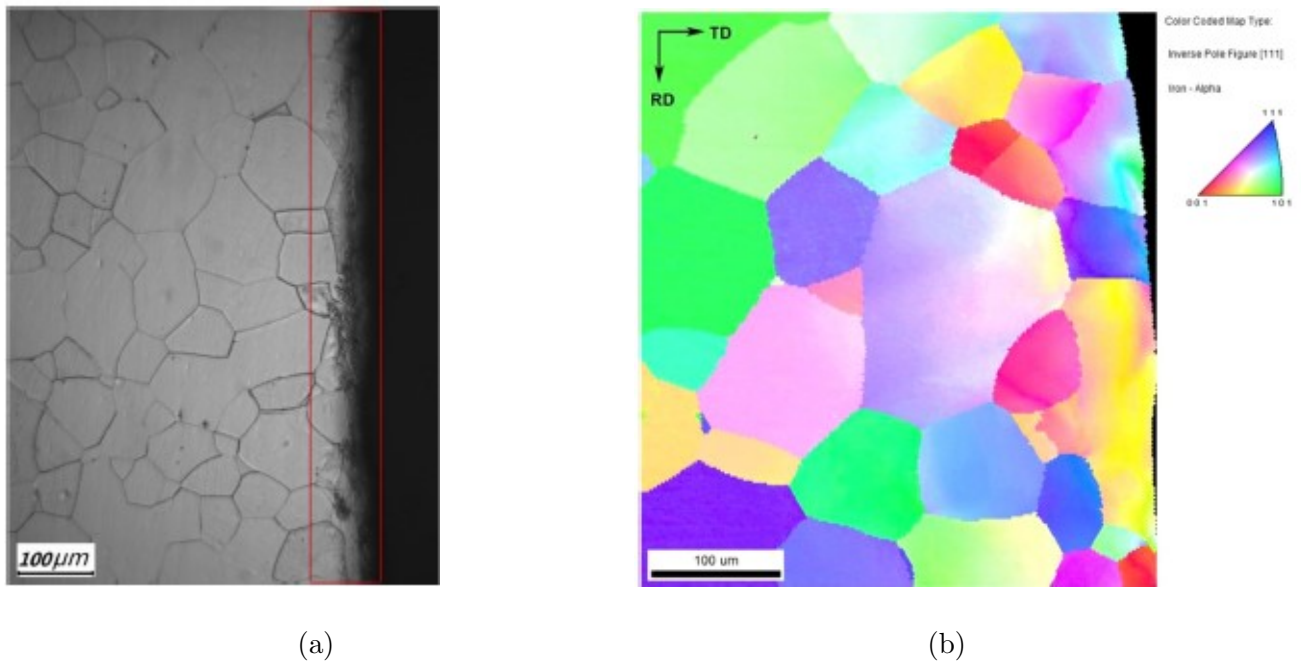 100μm
TD
RD
100 um
Color Coded Map Type:
Inverse Pole Figure [111]
Iron - Alpha
111
001
101
(a)
(b)